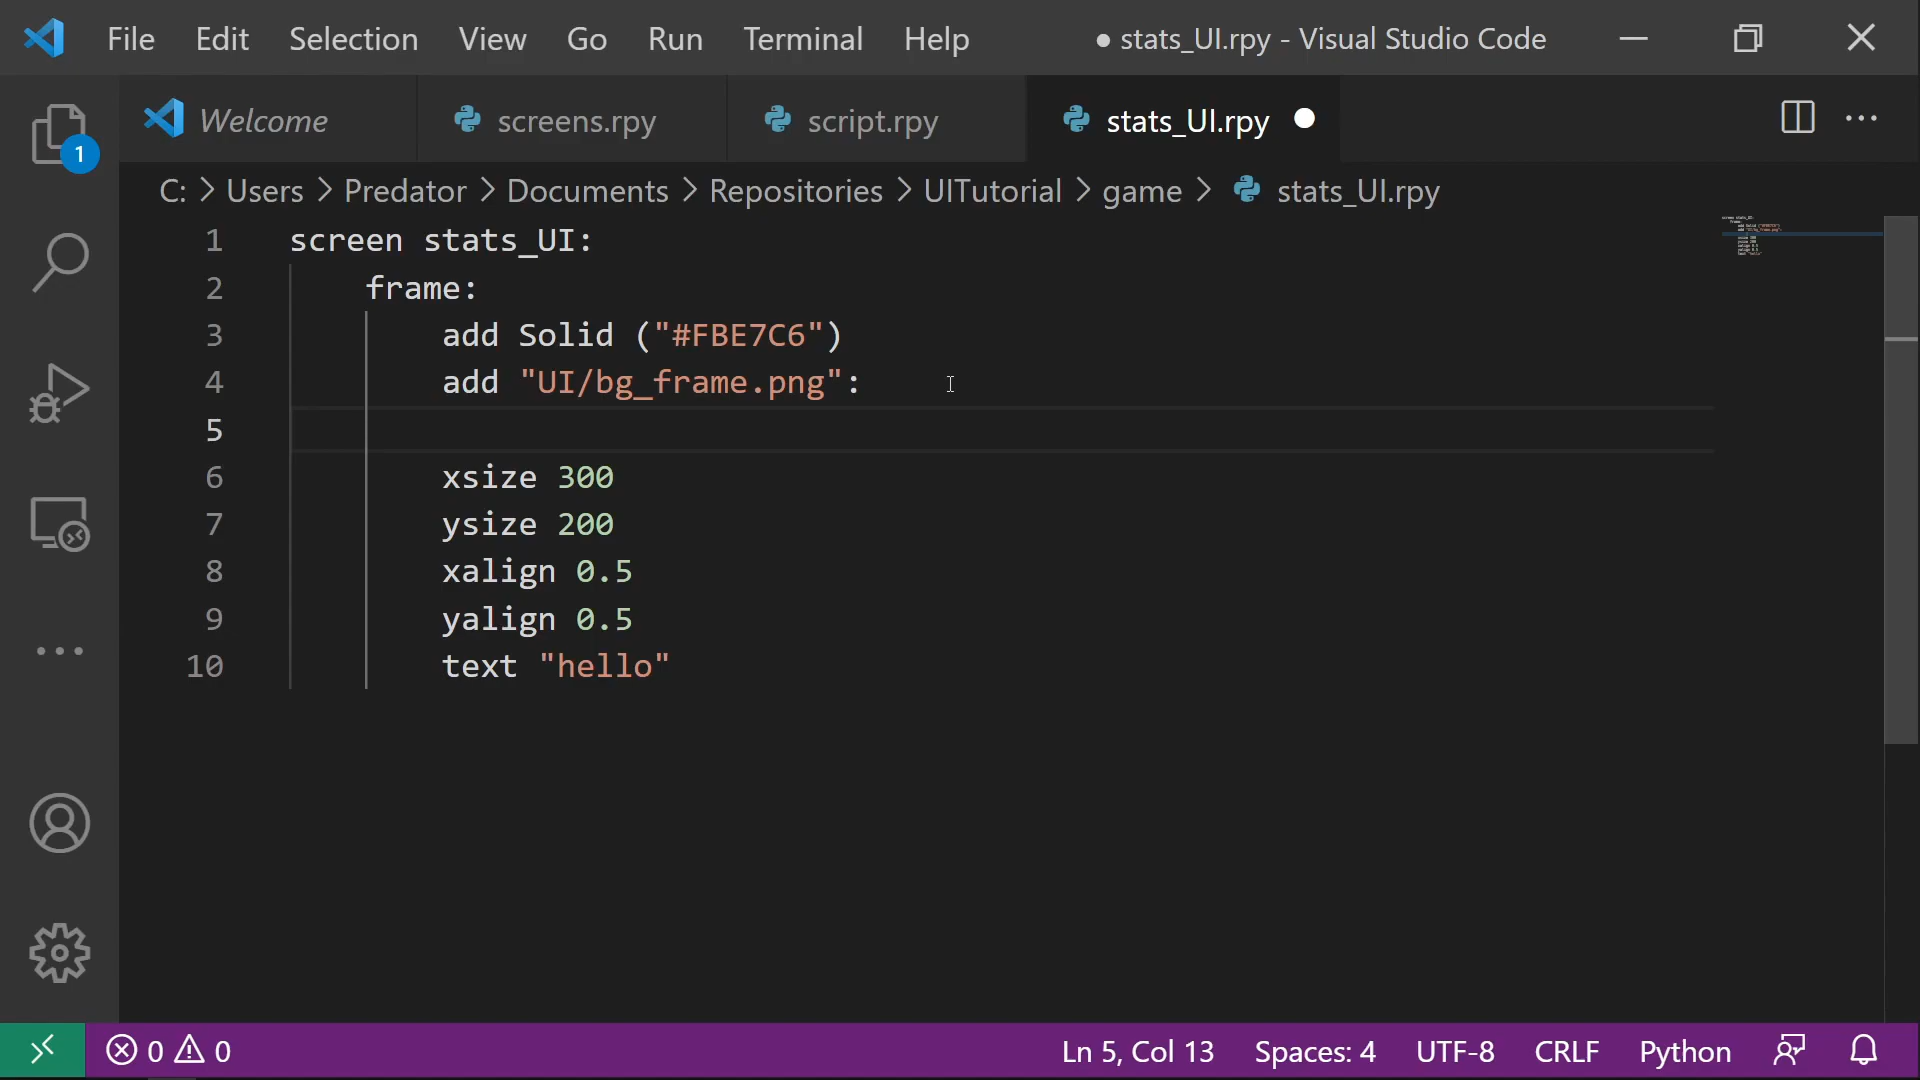 File Edit Selection View Go Run Terminal Help ● stats_UI.rpy - Visual Studio Code
Welcome screens.rpy script.rpy stats_UI.rpy
1
C: > Users > Predator > Documents > Repositories > UITutorial > game > stats_UI.rpy
1 screen stats_UI:
2 frame:
3 add Solid ("#FBE7C6")
4 add "UI/bg_frame.png":
5
6 xsize 300
7 ysize 200
8 xalign 0.5
9 yalign 0.5
10 text "hello"
0 0 Ln 5, Col 13 Spaces: 4 UTF-8 CRLF Python